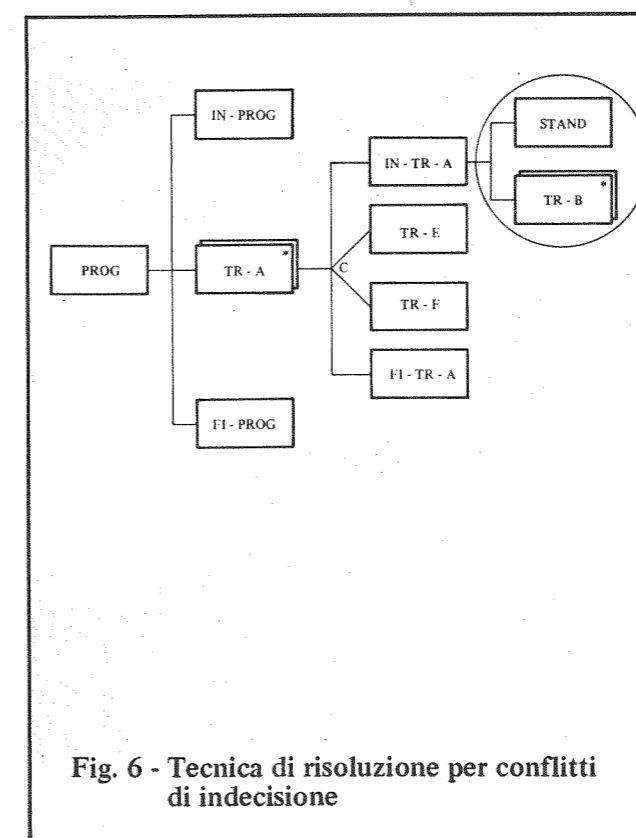 IN - PROG
STAND
IN - TR - A
TR - B *
TR - E
PROG
TR - A *
C
TR - F
FI - TR - A
FI - PROG
Fig. 6 - Tecnica di risoluzione per conflitti
di indecisione